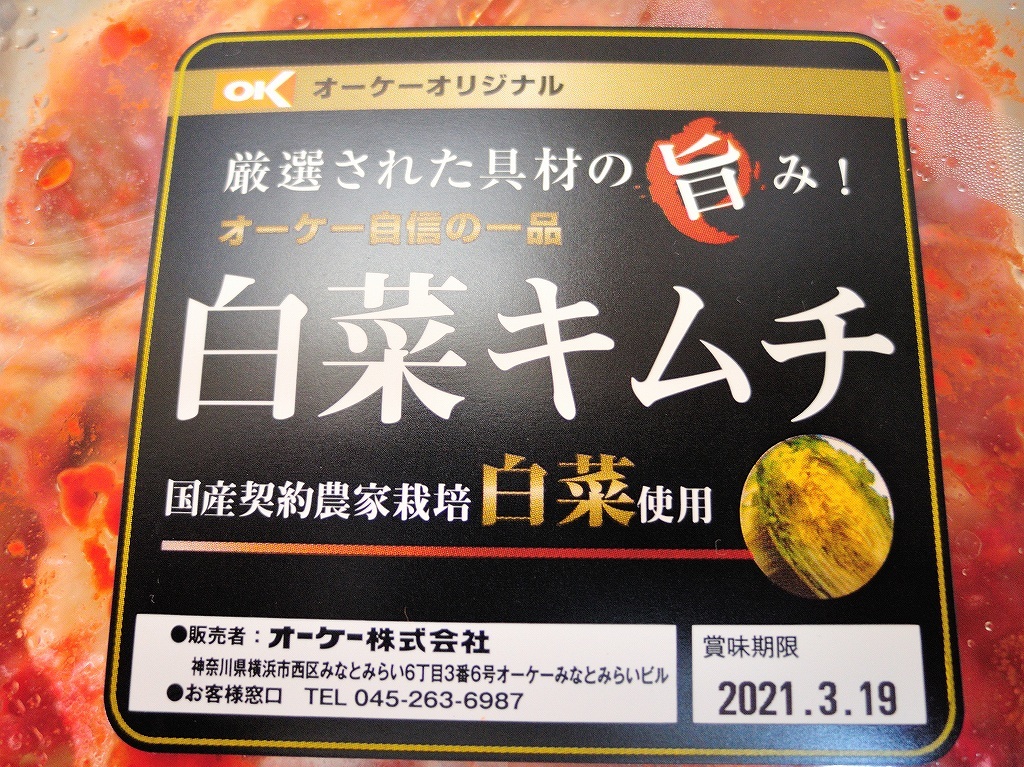 OK オーケーオリジナル
厳選された具材の旨み!
オーケー自信の一品
白菜キムチ
国産契約農家栽培白菜使用
●販売者:オーケー株式会社
神奈川県横浜市西区みなとみらい6丁目3番6号オーケーみなとみらいビル
●お客様窓口 TEL 045-263-6987
賞味期限
2021.3.19